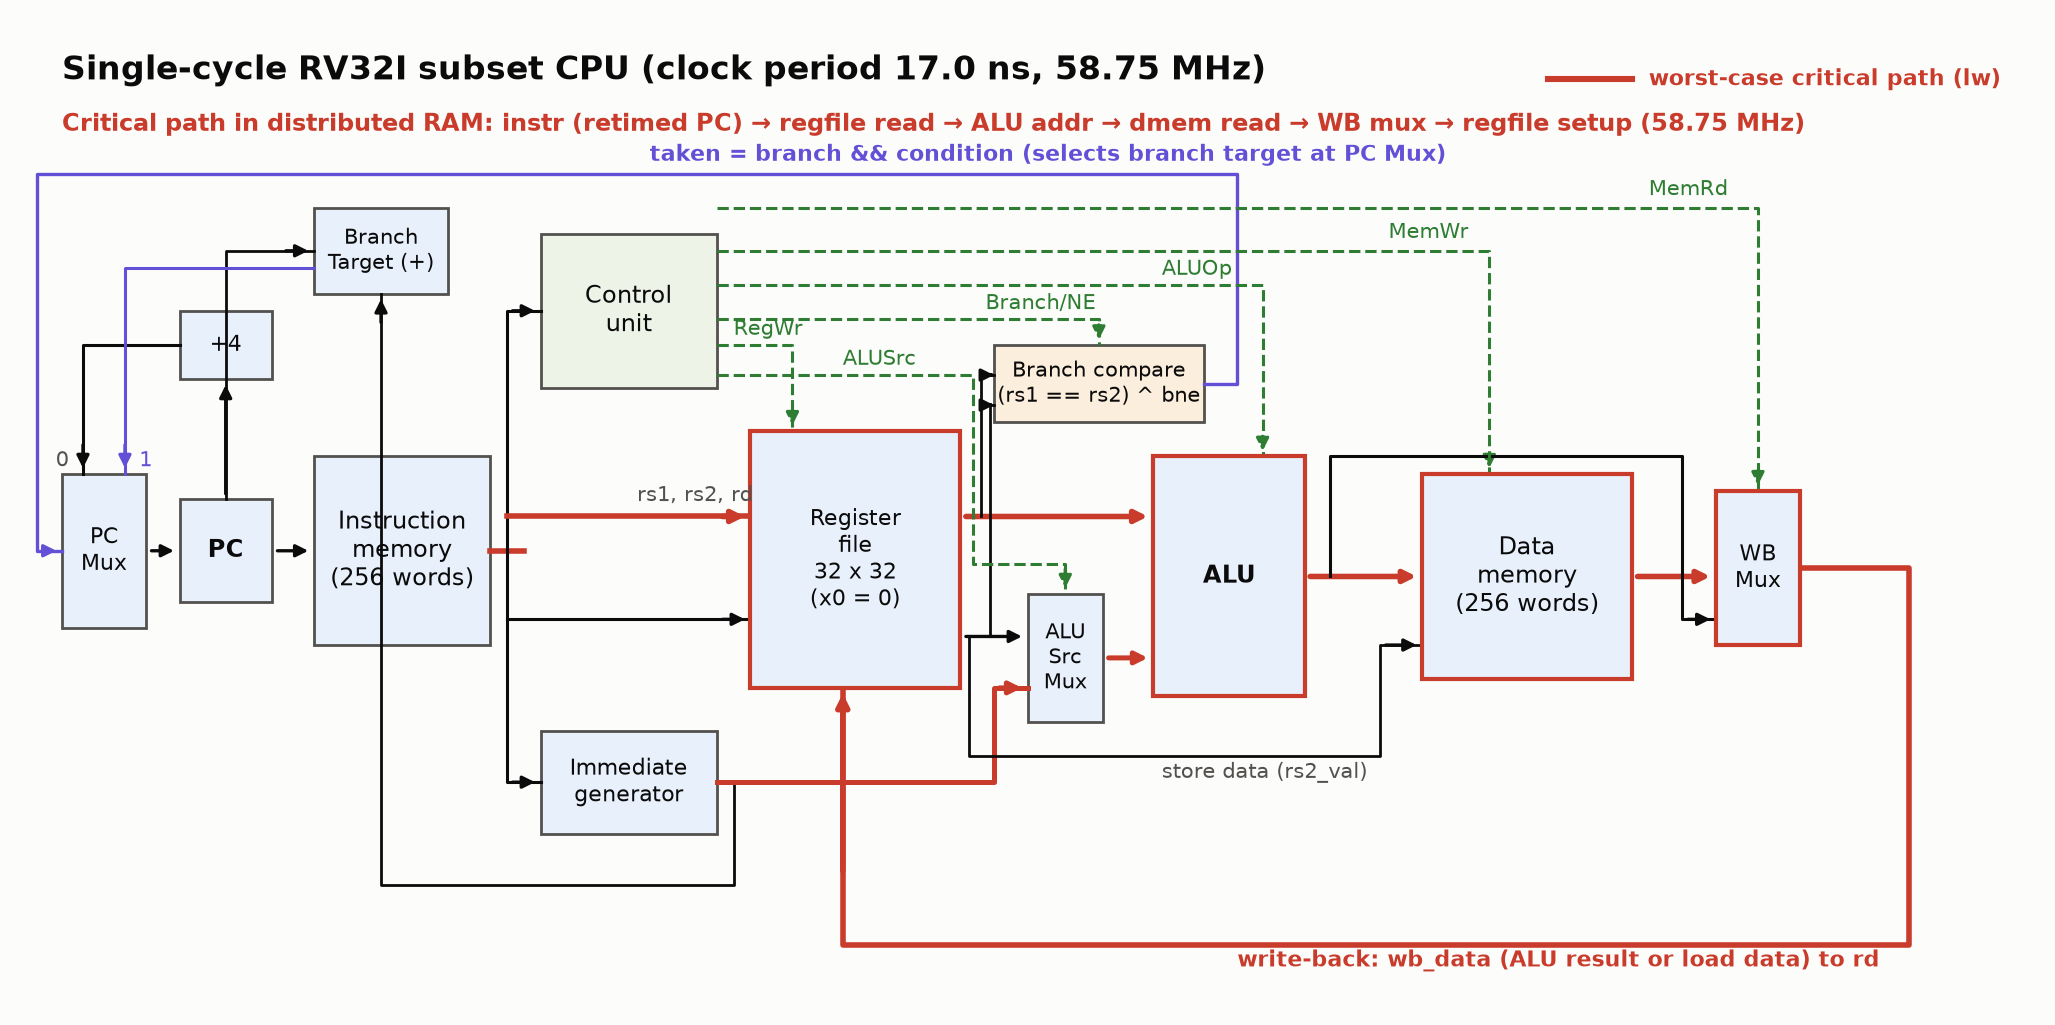 Single-cycle RV32I subset CPU (clock period 17.0 ns, 58.75 MHz)
worst-case critical path (lw)
Critical path in distributed RAM: instr (retimed PC) → regfile read → ALU addr → dmem read → WB mux → regfile setup (58.75 MHz)
taken = branch && condition (selects branch target at PC Mux)
MemRd
MemWr
ALUOp
Branch/NE
RegWr
ALUSrc
Branch
Target (+)
+4
Control
unit
Branch compare
(rs1 == rs2) ^ bne
0
1
PC
Mux
PC
Instruction
memory
(256 words)
rs1, rs2, rd
Register
file
32 x 32
(x0 = 0)
ALU
Src
Mux
ALU
Data
memory
(256 words)
WB
Mux
Immediate
generator
store data (rs2_val)
write-back: wb_data (ALU result or load data) to rd